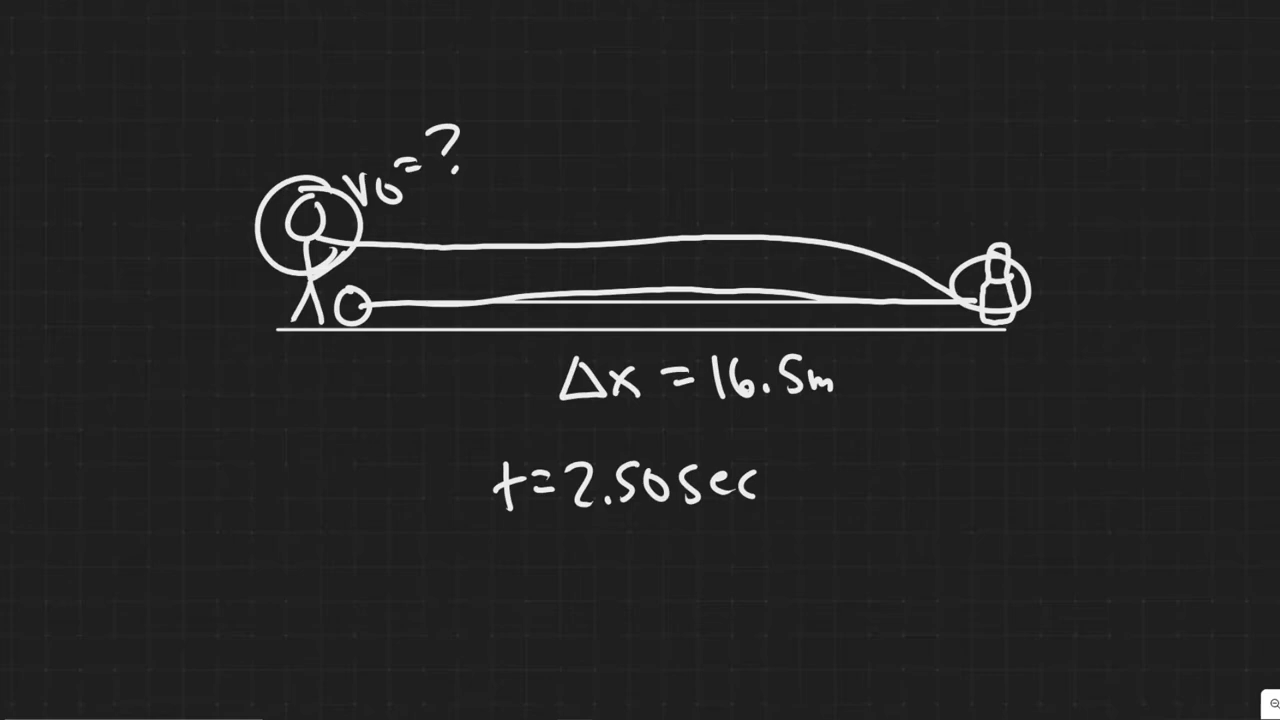 v0=?
Δx = 16.5m
t=2.50sec